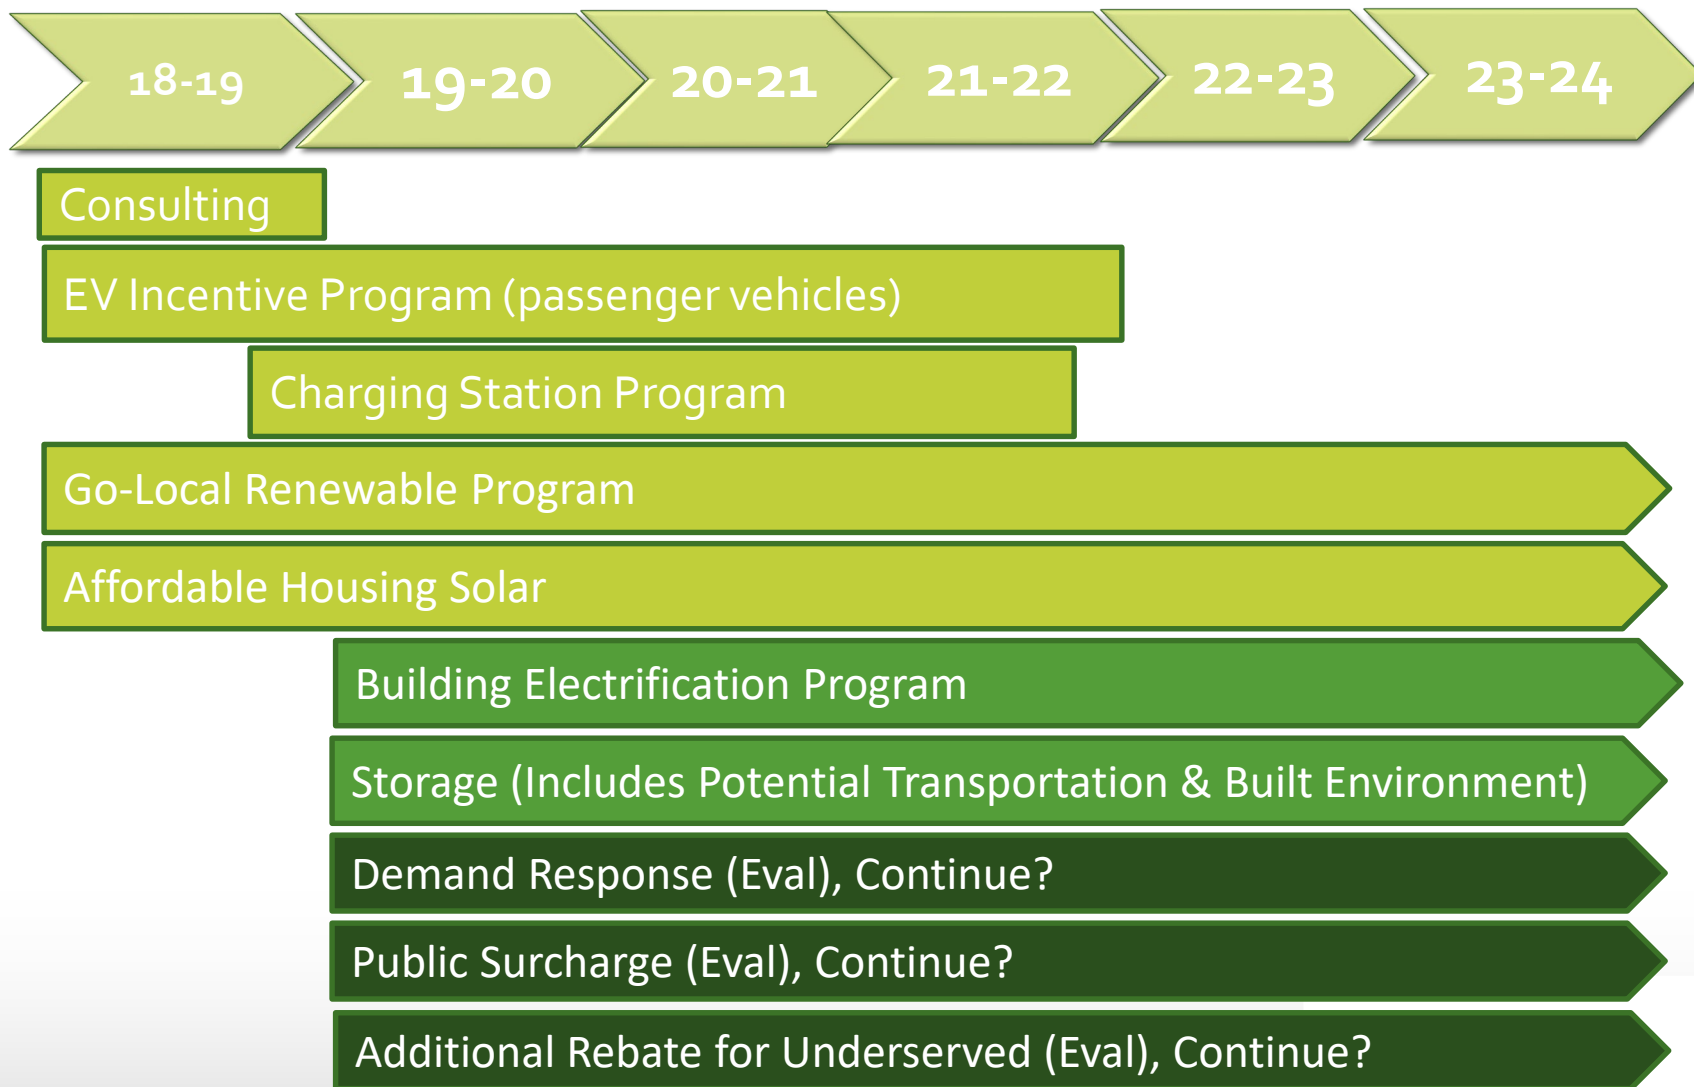 18-19 19-20 20-21 21-22 22-23 23-24
Consulting
EV Incentive Program (passenger vehicles)
Charging Station Program
Go-Local Renewable Program
Affordable Housing Solar
Building Electrification Program
Storage (Includes Potential Transportation & Built Environment)
Demand Response (Eval), Continue?
Public Surcharge (Eval), Continue?
Additional Rebate for Underserved (Eval), Continue?